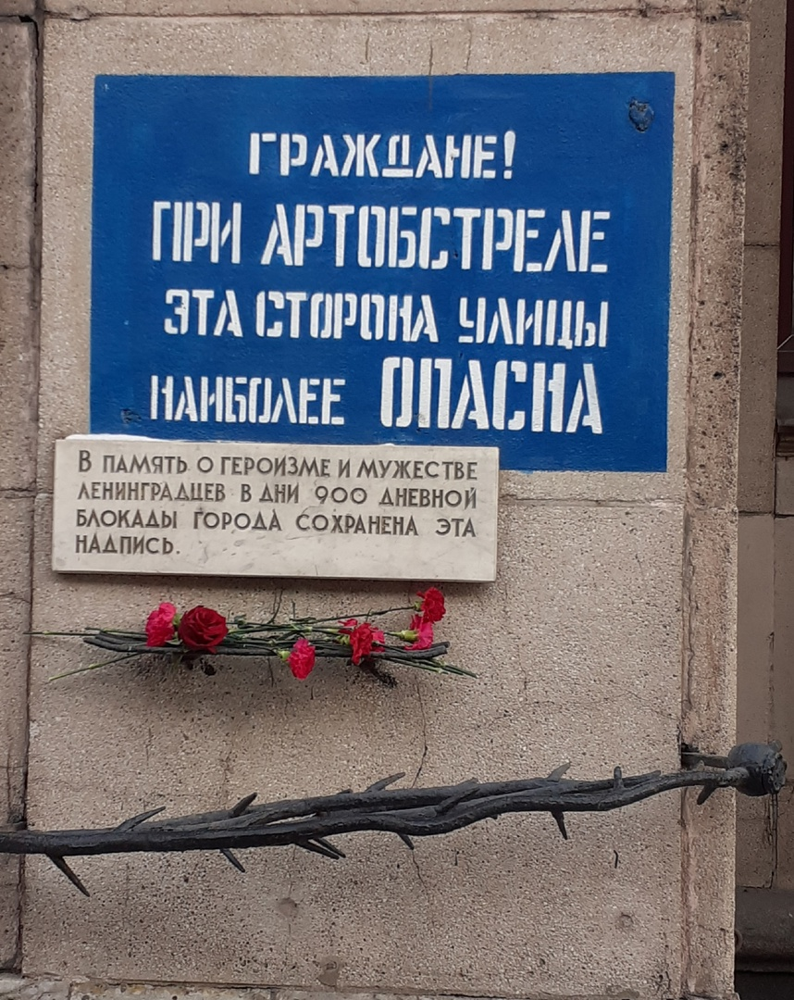 ГРАЖДАНЕ!
ПРИ АРТОБСТРЕЛЕ
ЭТА СТОРОНА УЛИЦЫ
НАИБОЛЕЕ ОПАСНА
В ПАМЯТЬ О ГЕРОИЗМЕ И МУЖЕСТВЕ
ЛЕНИНГРАДЦЕВ В ДНИ 900 ДНЕВНОЙ
БЛОКАДЫ ГОРОДА СОХРАНЕНА ЭТА
НАДПИСЬ.